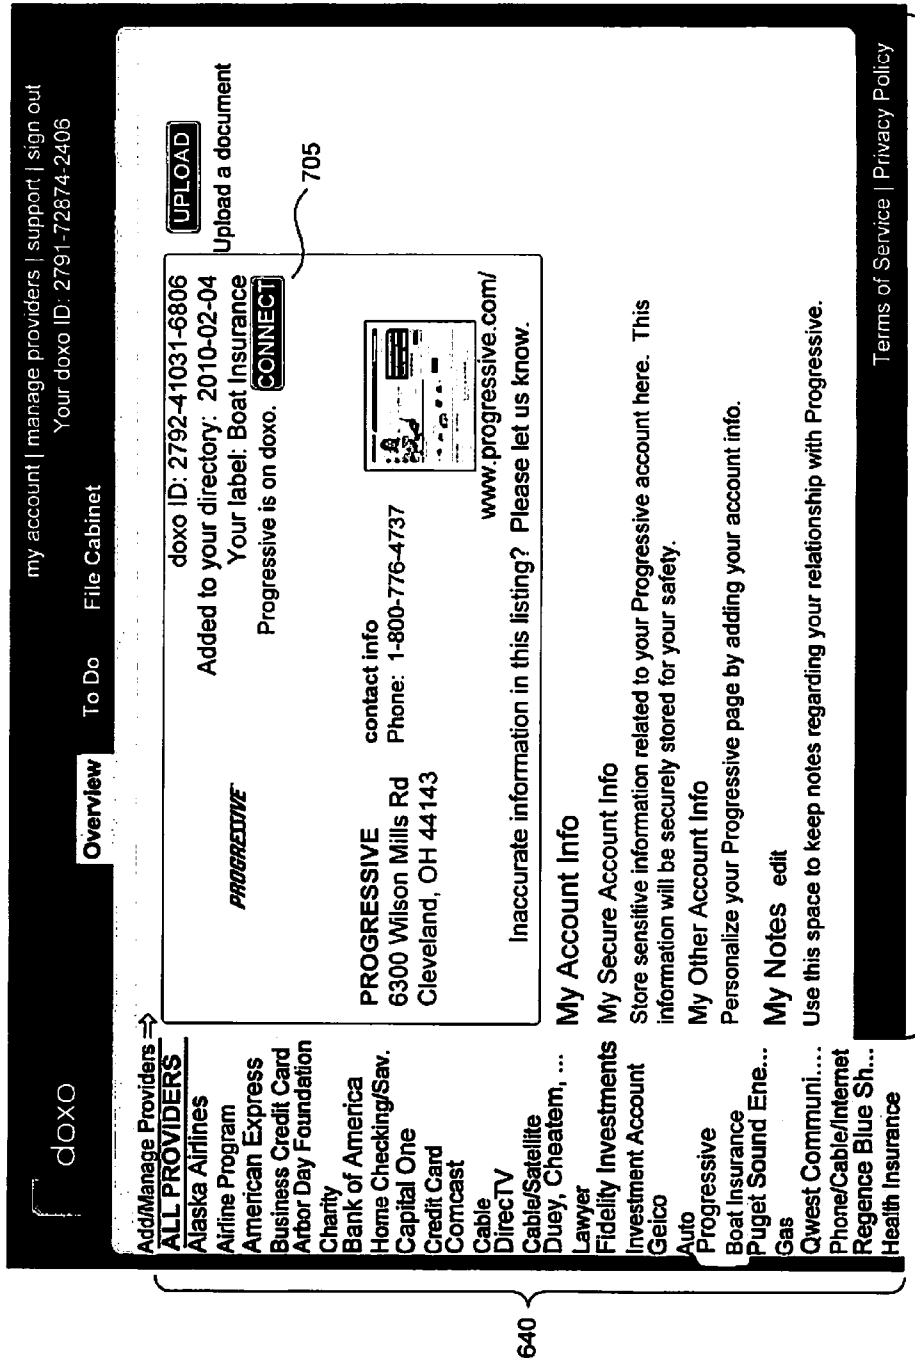 doxo
my account | manage providers | support | sign out
Your doxo ID: 2791-72874-2406
Overview
To Do
File Cabinet
Add/Manage Providers ⇒
ALL PROVIDERS
Alaska Airlines
Airline Program
American Express
Business Credit Card
Arbor Day Foundation
Charity
Bank of America
Home Checking/Sav.
Capital One
Credit Card
Comcast
Cable
DirecTV
Cable/Satellite
Duey, Cheatem, ...
Lawyer
Fidelity Investments
Investment Account
Geico
Auto
Progressive
Boat Insurance
Puget Sound Ene...
Gas
Qwest Communi....
Phone/Cable/Internet
Regence Blue Sh...
Health Insurance
640
PROGRESSIVE
doxo ID: 2792-41031-6806
Added to your directory: 2010-02-04
Your label: Boat Insurance
Progressive is on doxo. CONNECT
705
UPLOAD
Upload a document
PROGRESSIVE
6300 Wilson Mills Rd
Cleveland, OH 44143
contact info
Phone: 1-800-776-4737
www.progressive.com/
Inaccurate information in this listing? Please let us know.
My Account Info
My Secure Account Info
Store sensitive information related to your Progressive account here. This
information will be securely stored for your safety.
My Other Account Info
Personalize your Progressive page by adding your account info.
My Notes edit
Use this space to keep notes regarding your relationship with Progressive.
Terms of Service | Privacy Policy